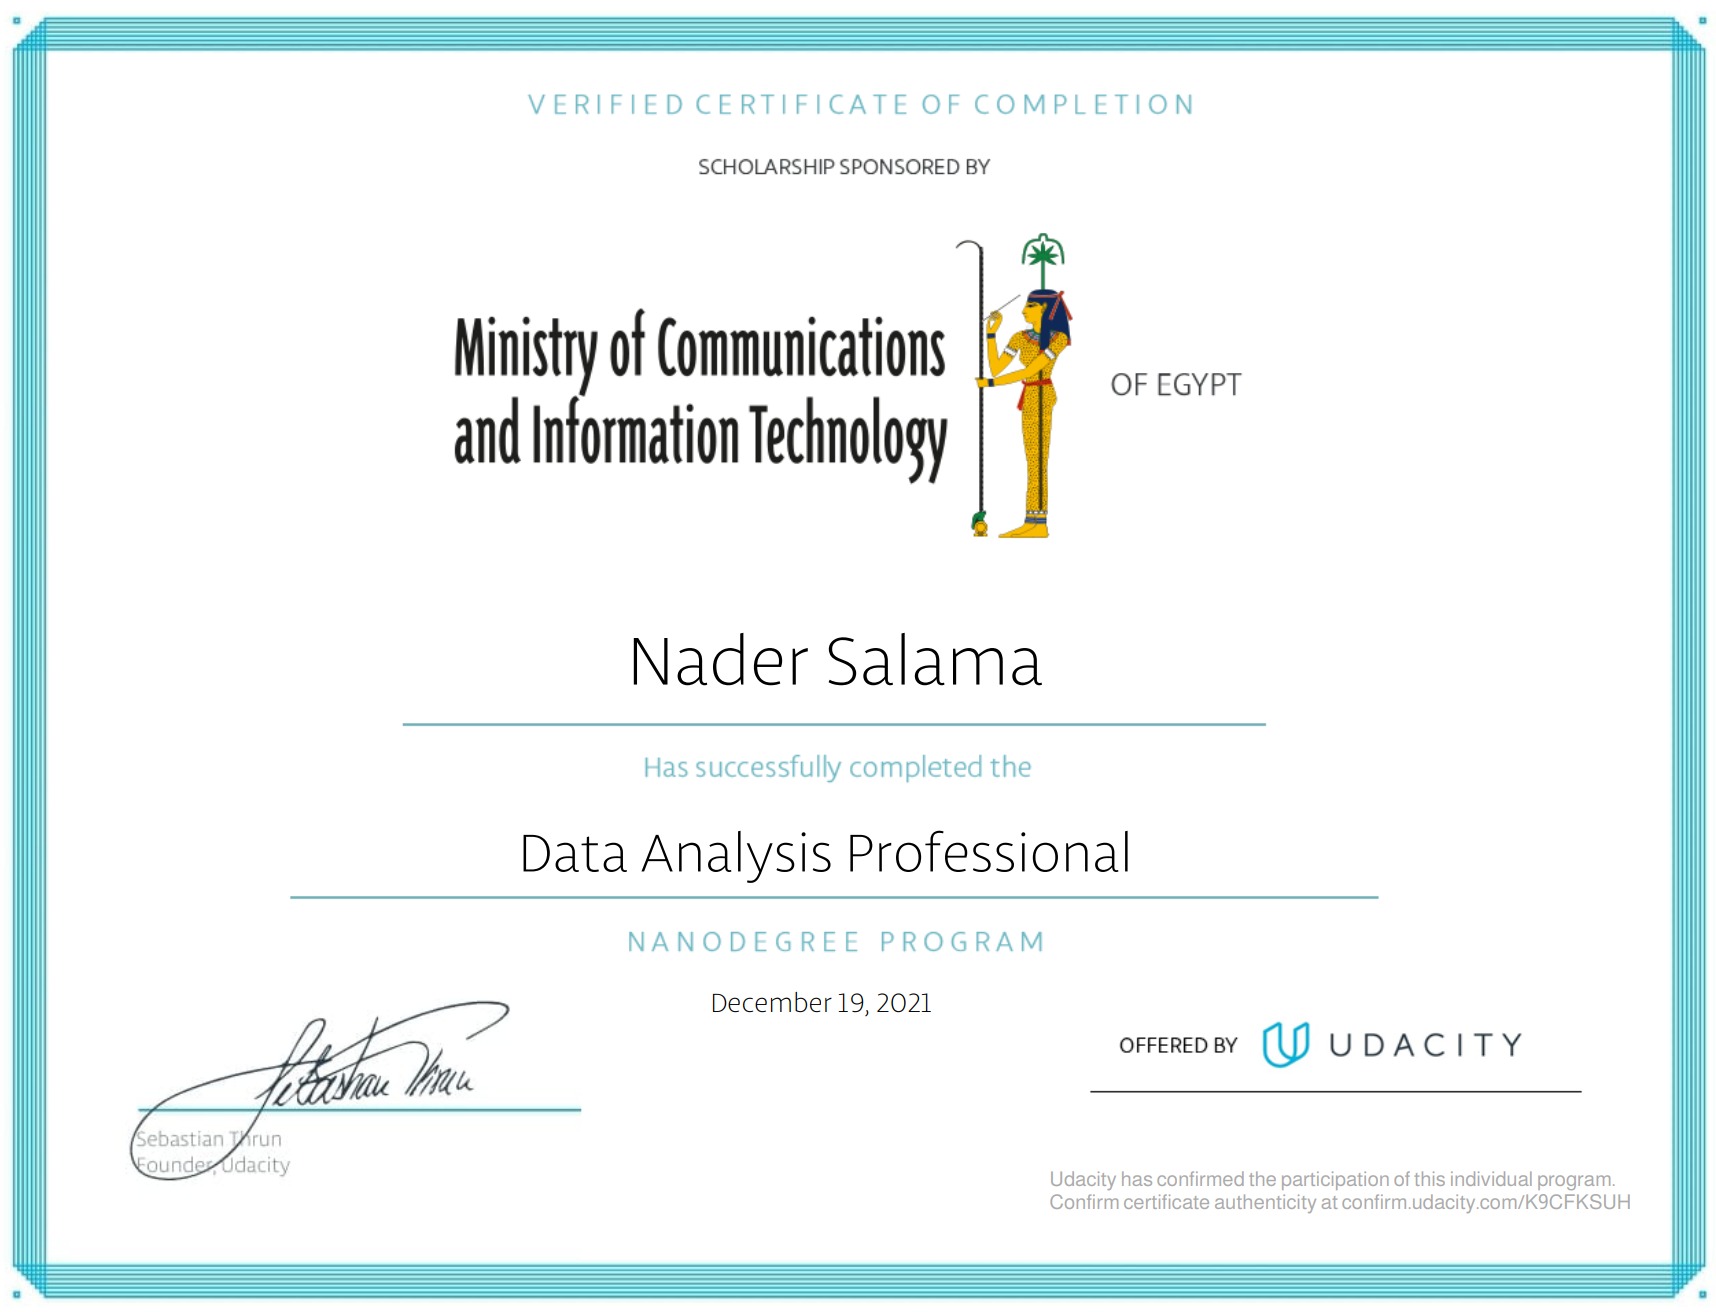 VERIFIED CERTIFICATE OF COMPLETION
SCHOLARSHIP SPONSORED BY
Ministry of Communications
and Information Technology
OF EGYPT
Nader Salama
Has successfully completed the
Data Analysis Professional
NANODEGREE PROGRAM
December 19, 2021
Sebastian Thrun
Sebastian Thrun
Founder, Udacity
OFFERED BY UDACITY
Udacity has confirmed the participation of this individual program.
Confirm certificate authenticity at confirm.udacity.com/K9CFKSUH